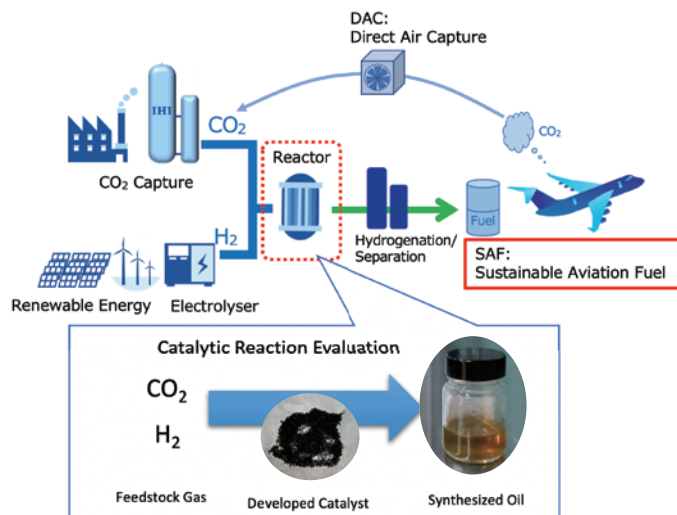 DAC:
Direct Air Capture
IHI
CO₂
CO₂
Reactor
CO₂ Capture
Fuel
H₂
Hydrogenation/
Separation
SAF:
Sustainable Aviation Fuel
Renewable Energy
Electrolyser
Catalytic Reaction Evaluation
CO₂
H₂
Feedstock Gas
Developed Catalyst
Synthesized Oil